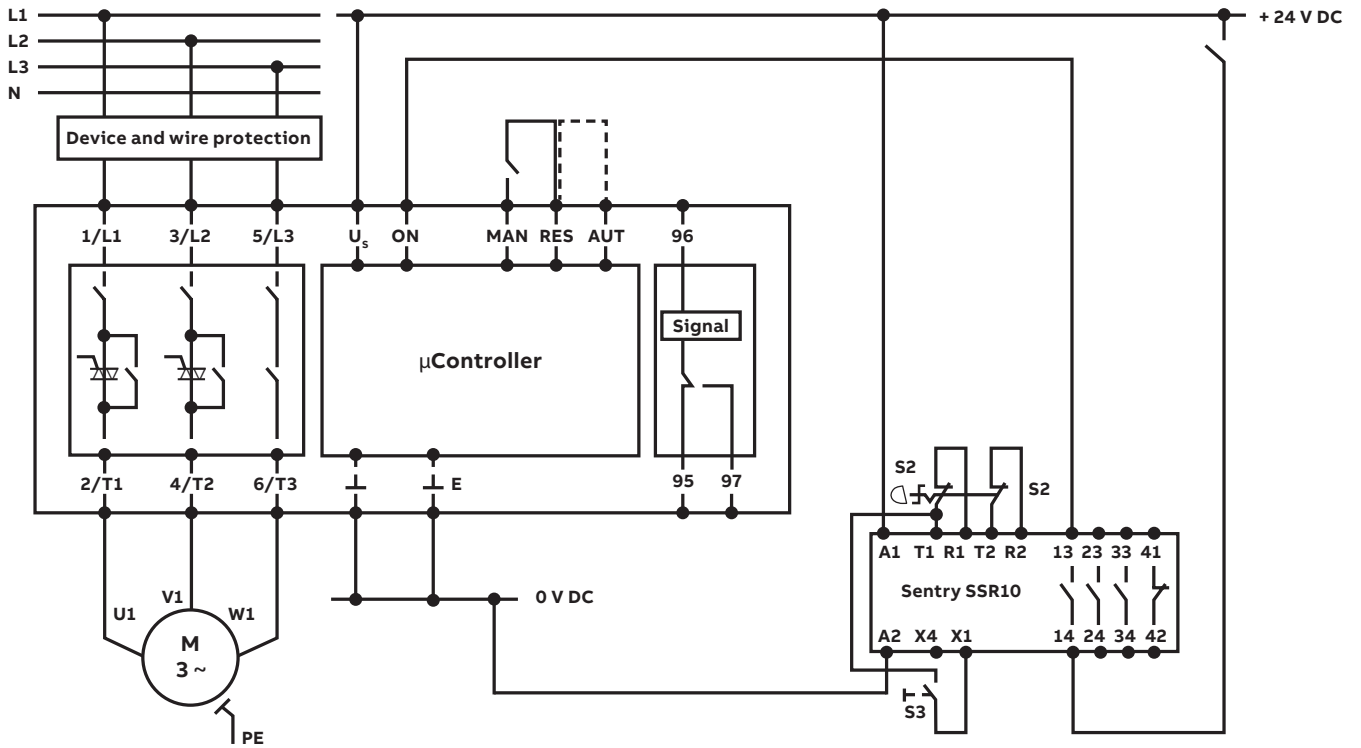 L1
+ 24 V DC
L2
L3
N
Device and wire protection
1/L1 3/L2 5/L3 Us ON MAN RES AUT 96
Signal
µController
2/T1 4/T2 6/T3 E 95 97
S2
S2
A1 T1 R1 T2 R2 13 23 33 41
Sentry SSR10
0 V DC
U1 V1 W1
M
3 ~
A2 X4 X1 14 24 34 42
S3
PE